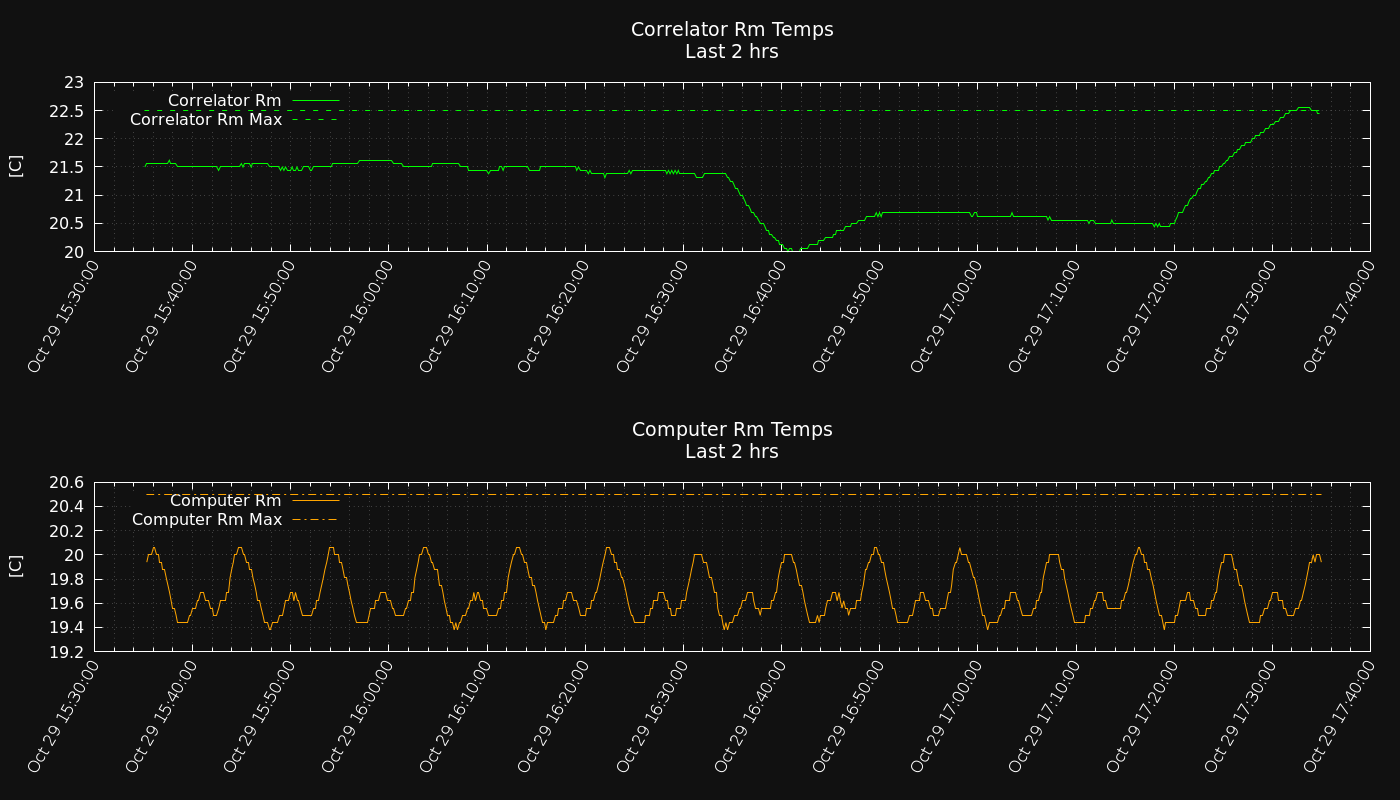 Correlator Rm Temps
Last 2 hrs
23
22.5
22
21.5
21
20.5
20
[C]
Correlator Rm
Correlator Rm Max
Oct 29 15:30:00
Oct 29 15:40:00
Oct 29 15:50:00
Oct 29 16:00:00
Oct 29 16:10:00
Oct 29 16:20:00
Oct 29 16:30:00
Oct 29 16:40:00
Oct 29 16:50:00
Oct 29 17:00:00
Oct 29 17:10:00
Oct 29 17:20:00
Oct 29 17:30:00
Oct 29 17:40:00
Computer Rm Temps
Last 2 hrs
20.6
20.4
20.2
20
19.8
19.6
19.4
19.2
[C]
Computer Rm
Computer Rm Max
Oct 29 15:30:00
Oct 29 15:40:00
Oct 29 15:50:00
Oct 29 16:00:00
Oct 29 16:10:00
Oct 29 16:20:00
Oct 29 16:30:00
Oct 29 16:40:00
Oct 29 16:50:00
Oct 29 17:00:00
Oct 29 17:10:00
Oct 29 17:20:00
Oct 29 17:30:00
Oct 29 17:40:00